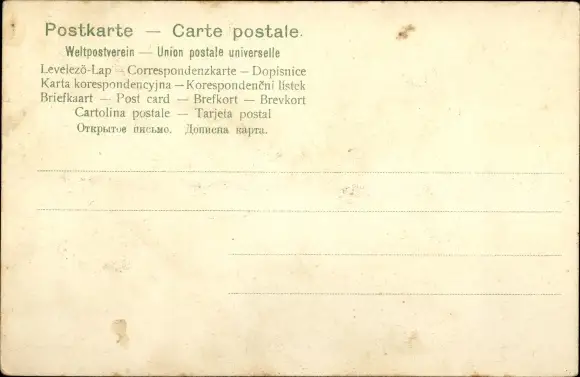 Postkarte — Carte postale.
Weltpostverein — Union postale universelle
Levelező-Lap — Correspondenzkarte — Dopisnice
Karta korespondencyjna — Korespondenční lístek
Briefkaart — Post card — Brefkort — Brevkort
Cartolina postale — Tarjeta postal
Открытое письмо. Дописна карта.